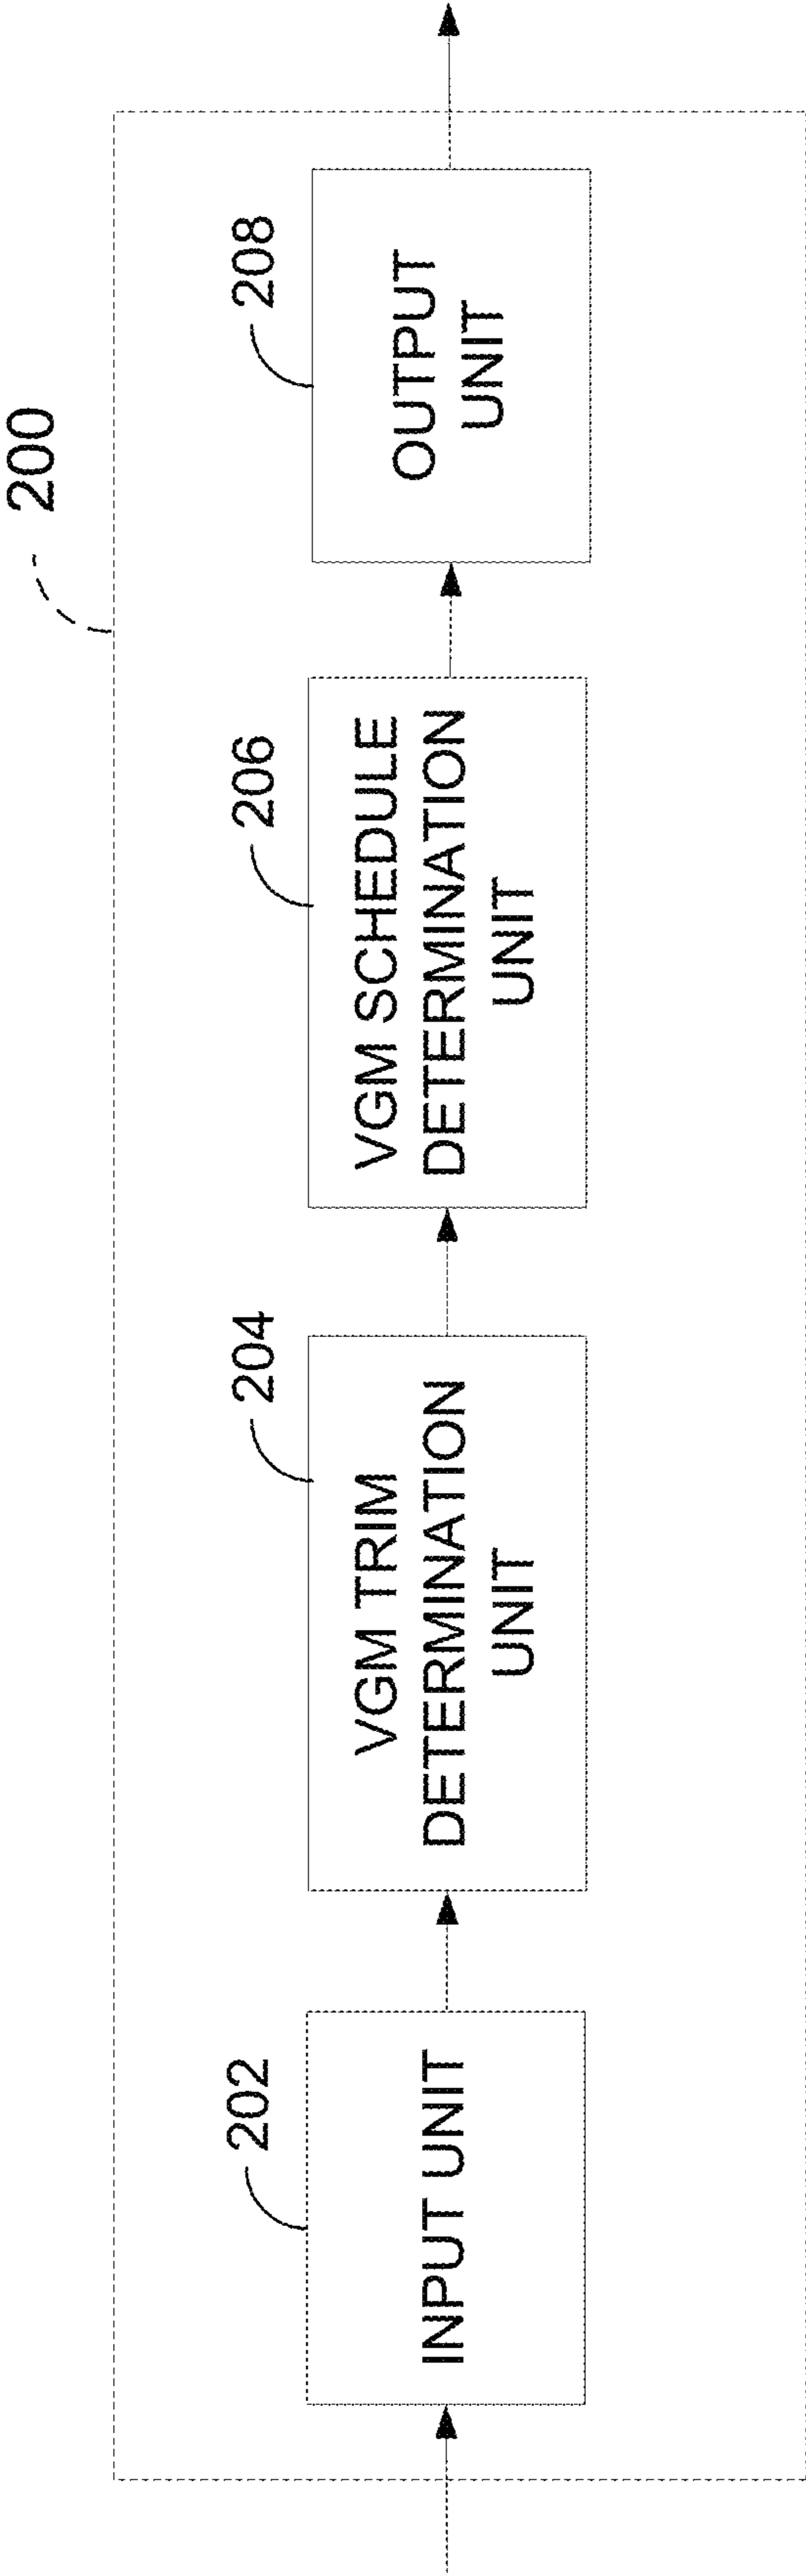 200
202
INPUT UNIT
204
VGM TRIM
DETERMINATION
UNIT
206
VGM SCHEDULE
DETERMINATION
UNIT
208
OUTPUT
UNIT